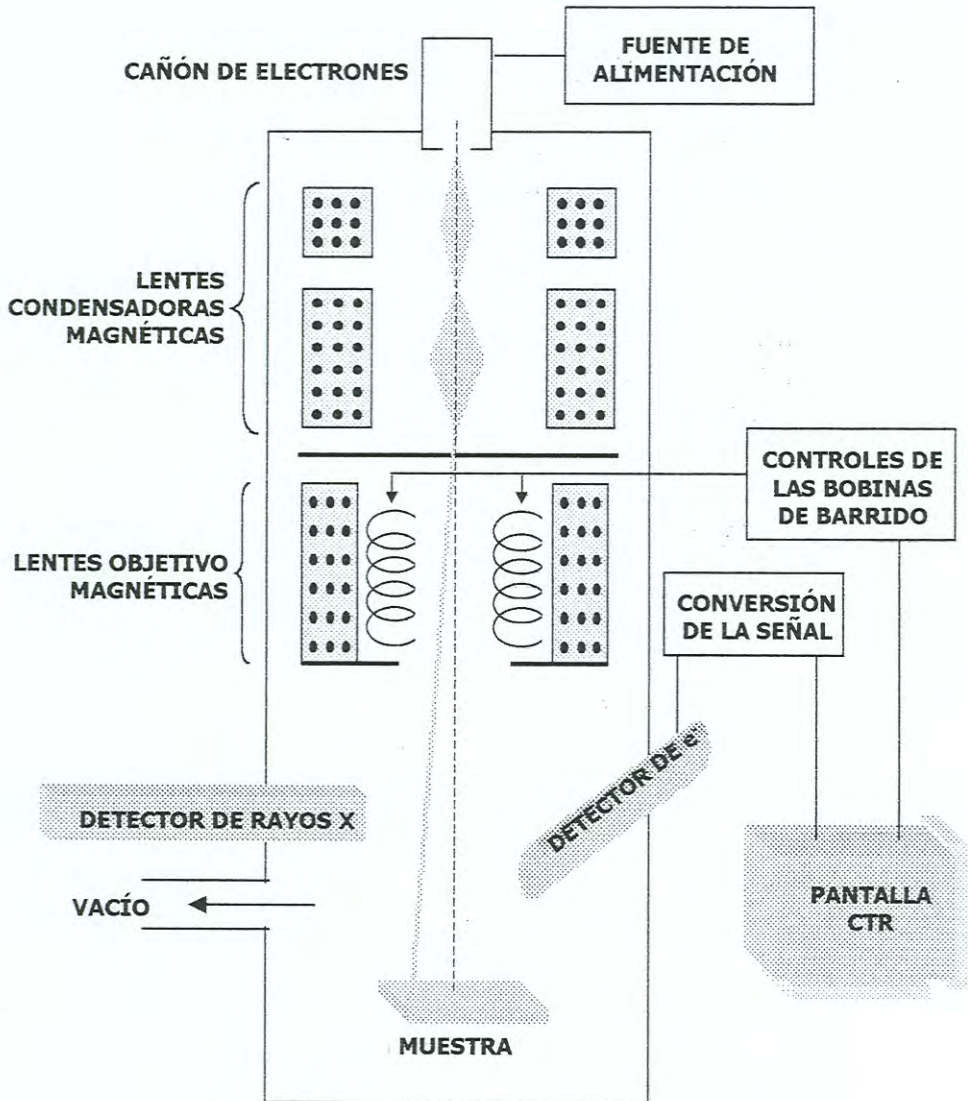 CAÑÓN DE ELECTRONES
FUENTE DE
ALIMENTACIÓN
LENTES
CONDENSADORAS
MAGNÉTICAS
CONTROLES DE
LAS BOBINAS
DE BARRIDO
LENTES OBJETIVO
MAGNÉTICAS
CONVERSIÓN
DE LA SEÑAL
DETECTOR DE e-
DETECTOR DE RAYOS X
VACÍO
PANTALLA
CTR
MUESTRA